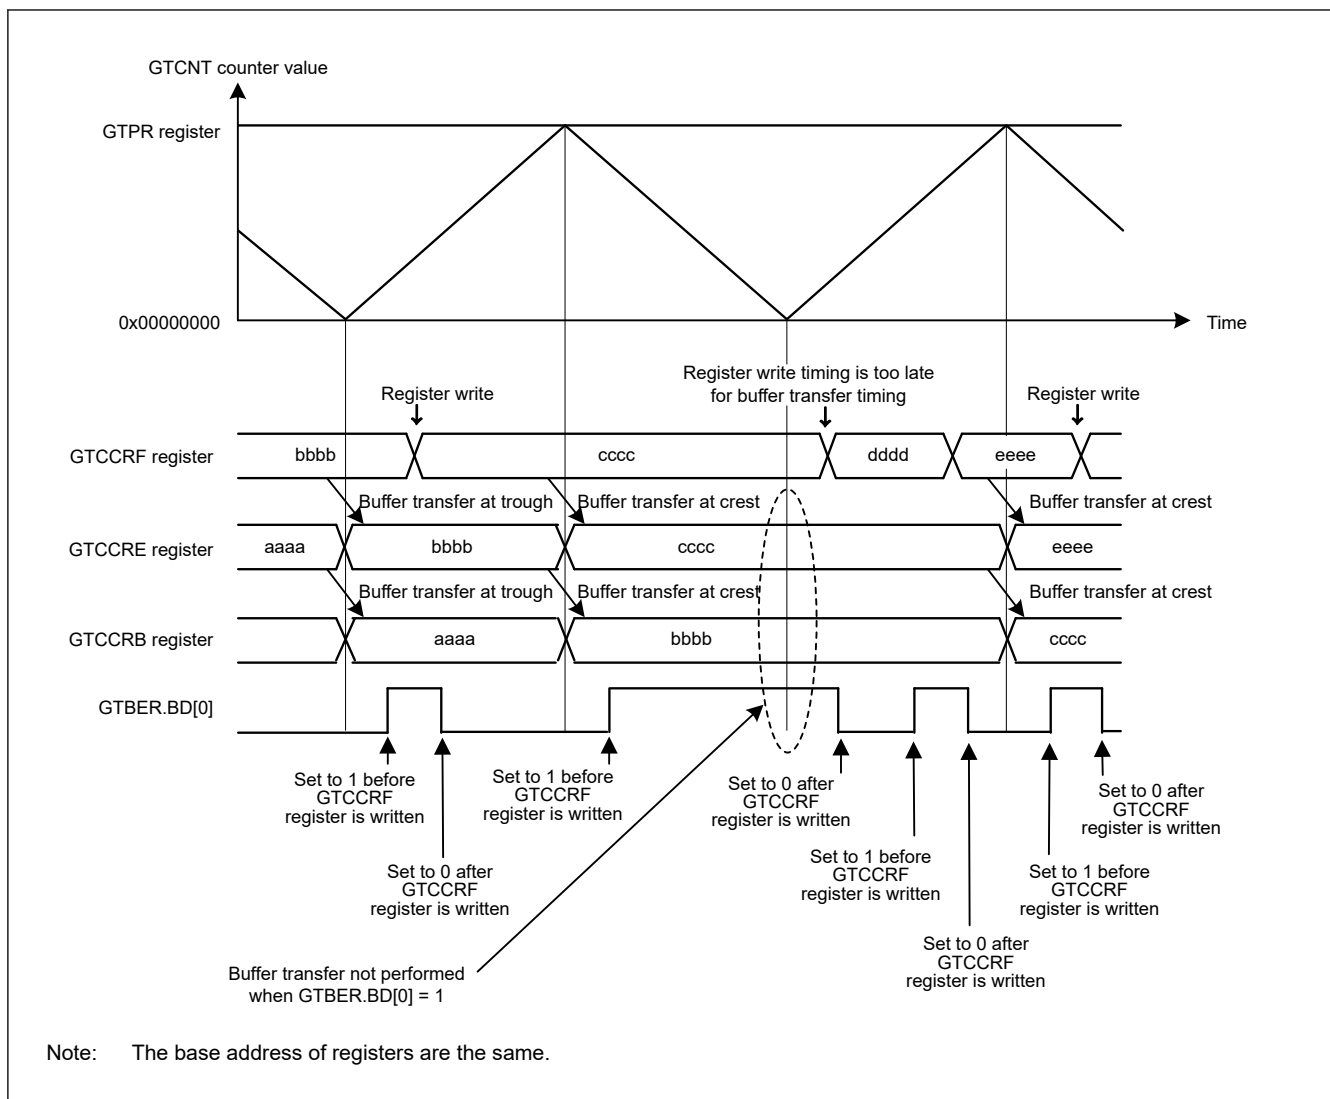 GTCNT counter value
GTPR register
0x00000000
Time
Register write
Register write timing is too late
for buffer transfer timing
Register write
GTCCRF register
bbbb
cccc
dddd
eeee
Buffer transfer at trough
Buffer transfer at crest
Buffer transfer at crest
GTCCRE register
aaaa
bbbb
cccc
eeee
Buffer transfer at trough
Buffer transfer at crest
Buffer transfer at crest
GTCCRB register
aaaa
bbbb
cccc
GTBER.BD[0]
Set to 1 before
GTCCRF
register is written
Set to 0 after
GTCCRF
register is written
Set to 1 before
GTCCRF
register is written
Set to 0 after
GTCCRF
register is written
Set to 1 before
GTCCRF
register is written
Set to 0 after
GTCCRF
register is written
Set to 1 before
GTCCRF
register is written
Set to 0 after
GTCCRF
register is written
Buffer transfer not performed
when GTBER.BD[0] = 1
Note: The base address of registers are the same.